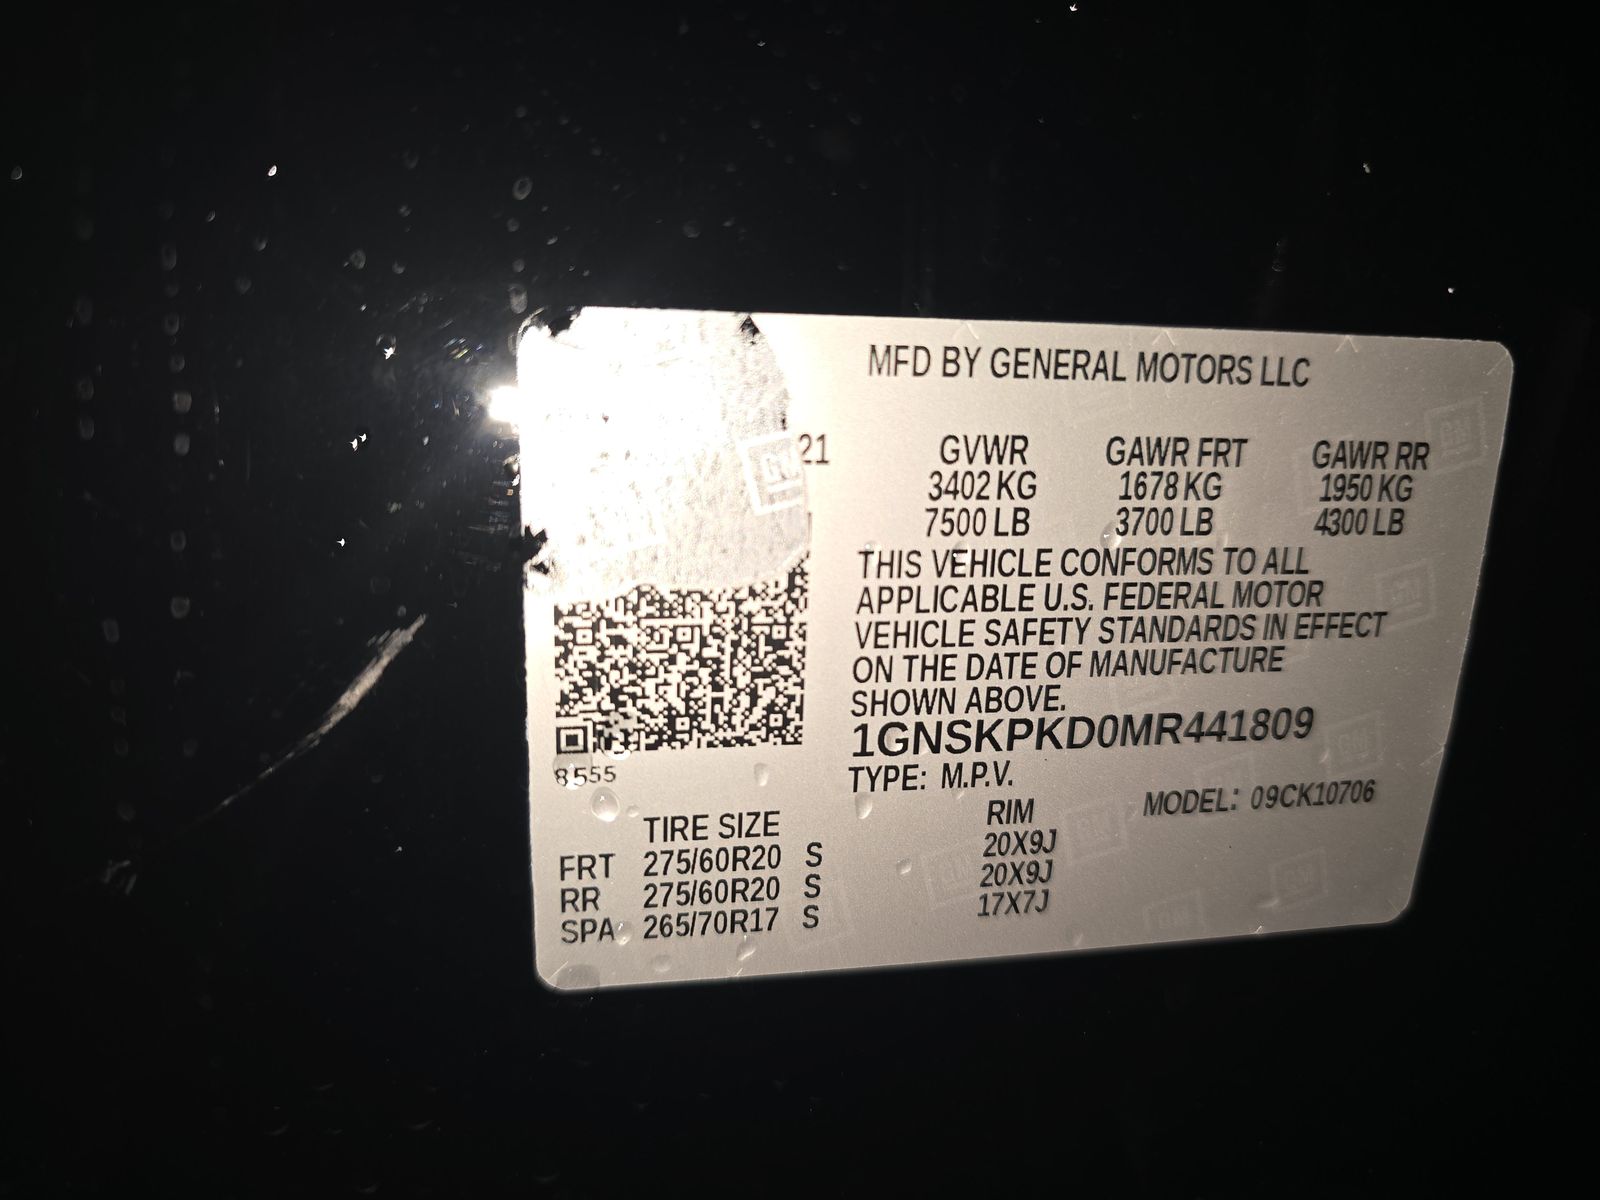 MFD BY GENERAL MOTORS LLC
21
GVWR GAWR FRT GAWR RR
3402 KG 1678 KG 1950 KG
7500 LB 3700 LB 4300 LB
THIS VEHICLE CONFORMS TO ALL
APPLICABLE U.S. FEDERAL MOTOR
VEHICLE SAFETY STANDARDS IN EFFECT
ON THE DATE OF MANUFACTURE
SHOWN ABOVE.
1GNSKPKD0MR441809
8555
TYPE: M.P.V. MODEL: 09CK10706
TIRE SIZE RIM
FRT 275/60R20 S 20X9J
RR 275/60R20 S 20X9J
SPA 265/70R17 S 17X7J